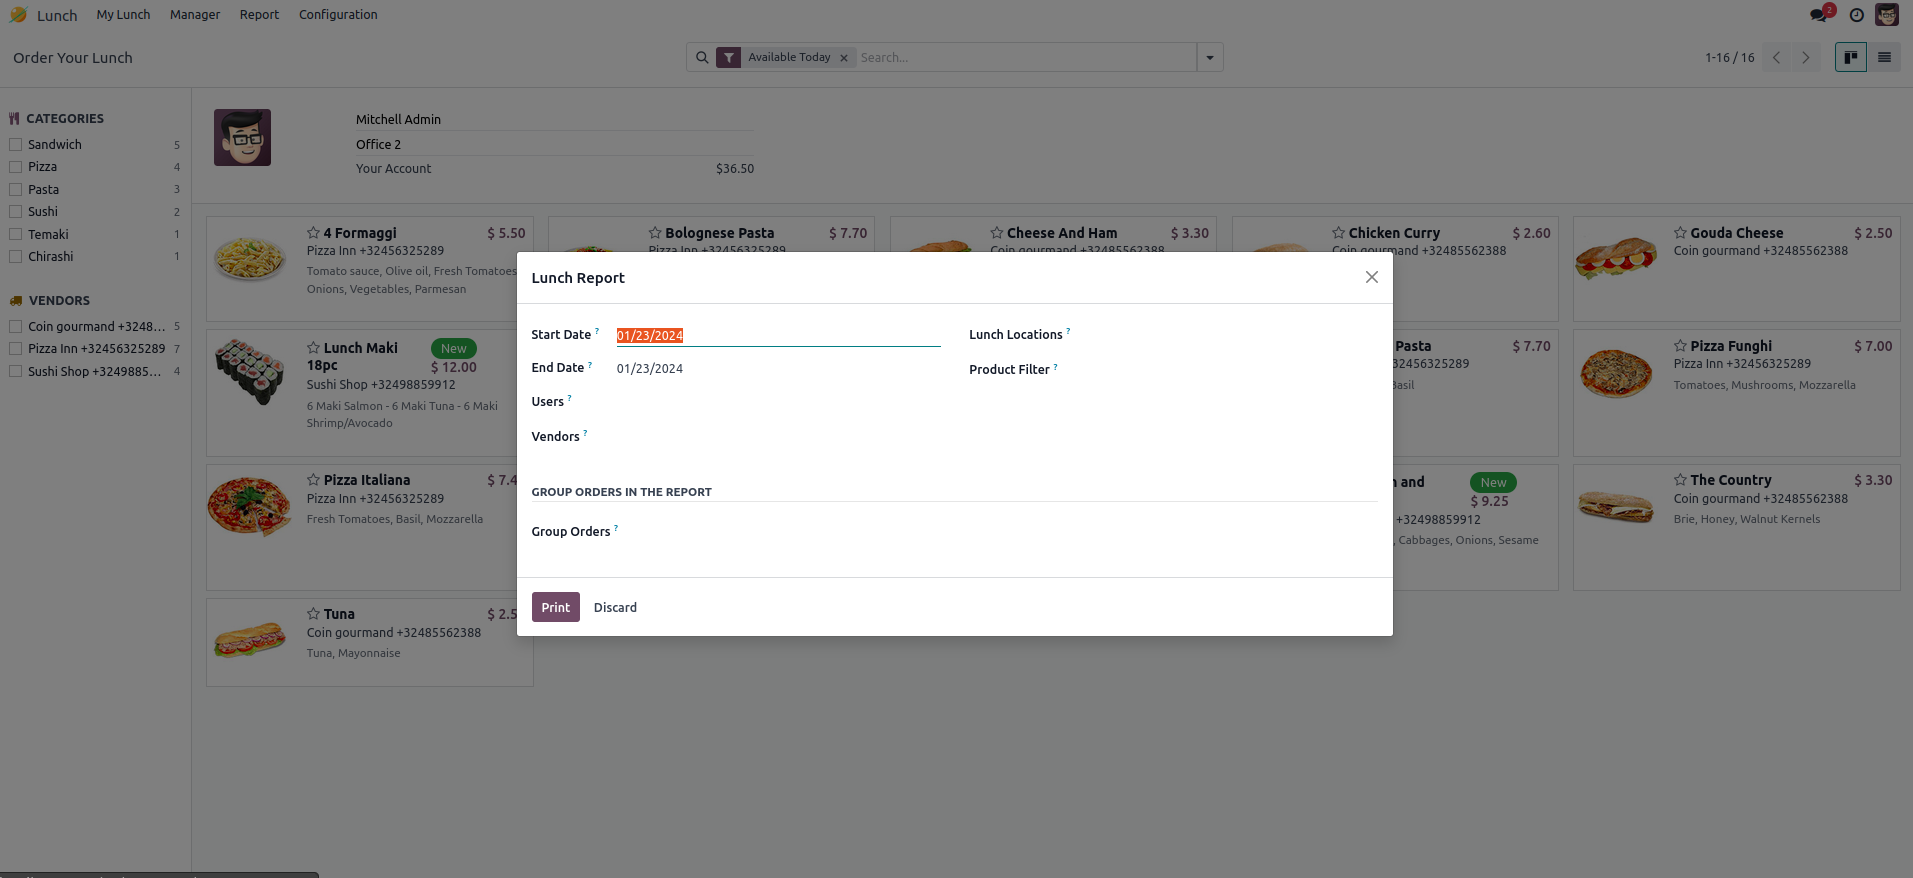 Lunch My Lunch Manager Report Configuration 2
Order Your Lunch
Available Today × Search...
1-16 / 16
CATEGORIES
Sandwich 5
Pizza 4
Pasta 3
Sushi 2
Temaki 1
Chirashi 1
VENDORS
Coin gourmand +3248... 5
Pizza Inn +32456325289 7
Sushi Shop +3249885... 4
Mitchell Admin
Office 2
Your Account $36.50
4 Formaggi $ 5.50
Pizza Inn +32456325289
Tomato sauce, Olive oil, Fresh Tomatoes
Onions, Vegetables, Parmesan
Bolognese Pasta $ 7.70
Pizza Inn +32456325289
Cheese And Ham $ 3.30
Coin gourmand +32485562388
Chicken Curry $ 2.60
+32485562388
Gouda Cheese $ 2.50
Coin gourmand +32485562388
Lunch Maki
18pc
New
$ 12.00
Sushi Shop +32498859912
6 Maki Salmon - 6 Maki Tuna - 6 Maki
Shrimp/Avocado
Pasta $ 7.70
Pizza Funghi $ 7.00
Pizza Inn +32456325289
Tomatoes, Mushrooms, Mozzarella
Pizza Italiana $ 7.4
Pizza Inn +32456325289
Fresh Tomatoes, Basil, Mozzarella
and
New
$ 9.25
+32498859912
, Cabbages, Onions, Sesame
The Country $ 3.30
Coin gourmand +32485562388
Brie, Honey, Walnut Kernels
Tuna $ 2.5
Coin gourmand +32485562388
Tuna, Mayonnaise
Lunch Report
Start Date ? 01/23/2024
End Date ? 01/23/2024
Users ?
Vendors ?
Lunch Locations ?
Product Filter ?
GROUP ORDERS IN THE REPORT
Group Orders ?
Print Discard